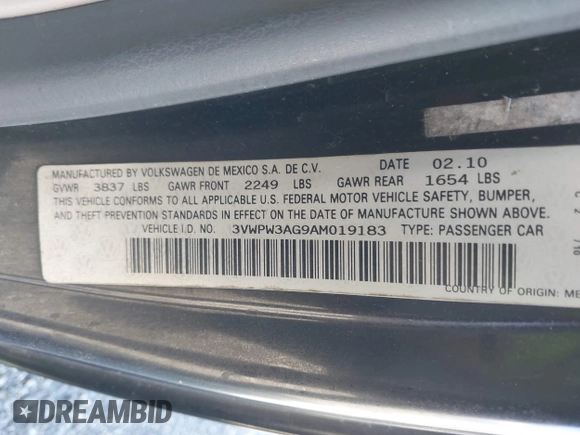 MANUFACTURED BY VOLKSWAGEN DE MEXICO S.A. DE C.V. DATE 02.10
GVWR 3837 LBS GAWR FRONT 2249 LBS GAWR REAR 1654 LBS
THIS VEHICLE CONFORMS TO ALL APPLICABLE U.S. FEDERAL MOTOR VEHICLE SAFETY, BUMPER,
AND THEFT PREVENTION STANDARDS IN EFFECT ON THE DATE OF MANUFACTURE SHOWN ABOVE.
VEHICLE I.D. NO. 3VWPW3AG9AM019183 TYPE: PASSENGER CAR
COUNTRY OF ORIGIN: ME
DREAMBID